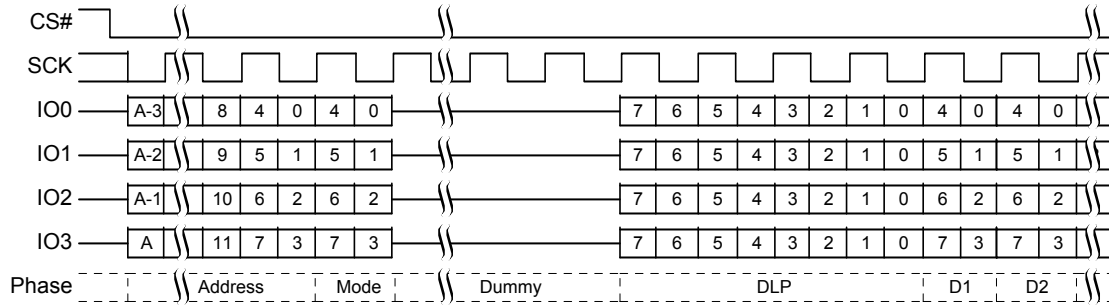 CS#
SCK
IO0 A-3 8 4 0 4 0 7 6 5 4 3 2 1 0 4 0 4 0
IO1 A-2 9 5 1 5 1 7 6 5 4 3 2 1 0 5 1 5 1
IO2 A-1 10 6 2 6 2 7 6 5 4 3 2 1 0 6 2 6 2
IO3 A 11 7 3 7 3 7 6 5 4 3 2 1 0 7 3 7 3
Phase Address Mode Dummy DLP D1 D2